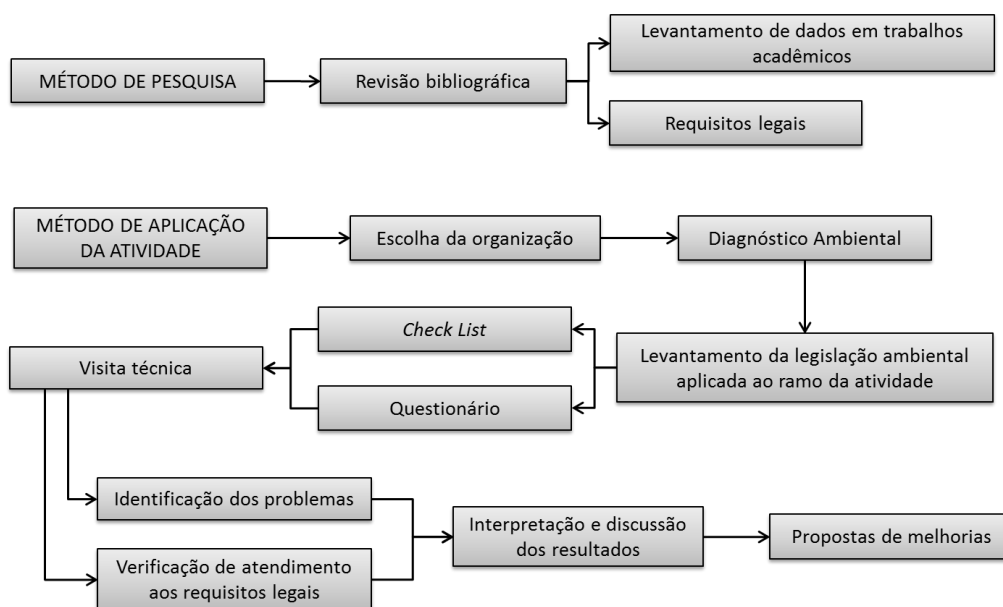 Levantamento de dados em trabalhos
acadêmicos
MÉTODO DE PESQUISA
Revisão bibliográfica
Requisitos legais
MÉTODO DE APLICAÇÃO
DA ATIVIDADE
Escolha da organização
Diagnóstico Ambiental
Check List
Levantamento da legislação ambiental
aplicada ao ramo da atividade
Visita técnica
Questionário
Identificação dos problemas
Interpretação e discussão
dos resultados
Propostas de melhorias
Verificação de atendimento
aos requisitos legais